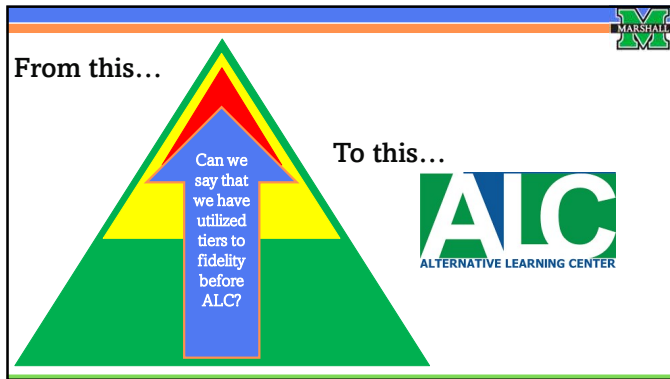 M
MARSHALL
From this...
To this...
Can we
say that
we have
utilized
tiers to
fidelity
before
ALC?
ALC
ALTERNATIVE LEARNING CENTER